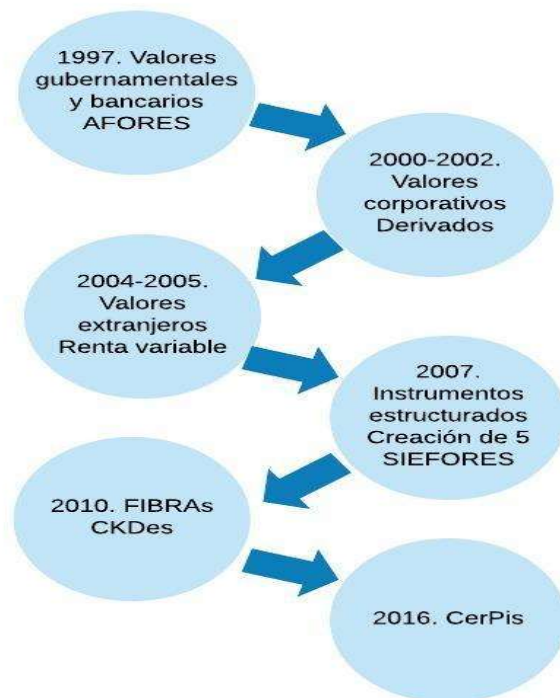 1997. Valores
gubernamentales
y bancarios
AFORES
2000-2002.
Valores
corporativos
Derivados
2004-2005.
Valores
extranjeros
Renta variable
2007.
Instrumentos
estructurados
Creación de 5
SIEFORES
2010. FIBRAs
CKDes
2016. CerPis